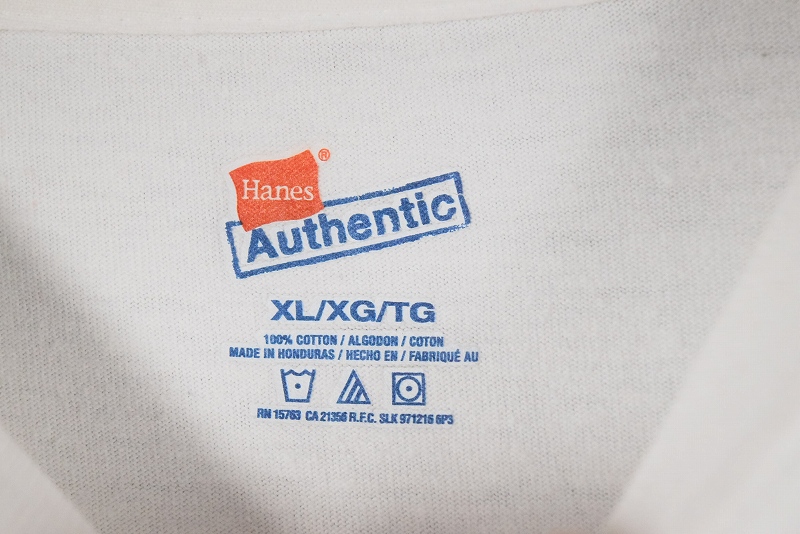 Hanes®
Authentic
XL/XG/TG
100% COTTON / ALGODON / COTON
MADE IN HONDURAS / HECHO EN / FABRIQUÉ AU
RN 15763 CA 21356 R.F.C. SLK 971216 6P3